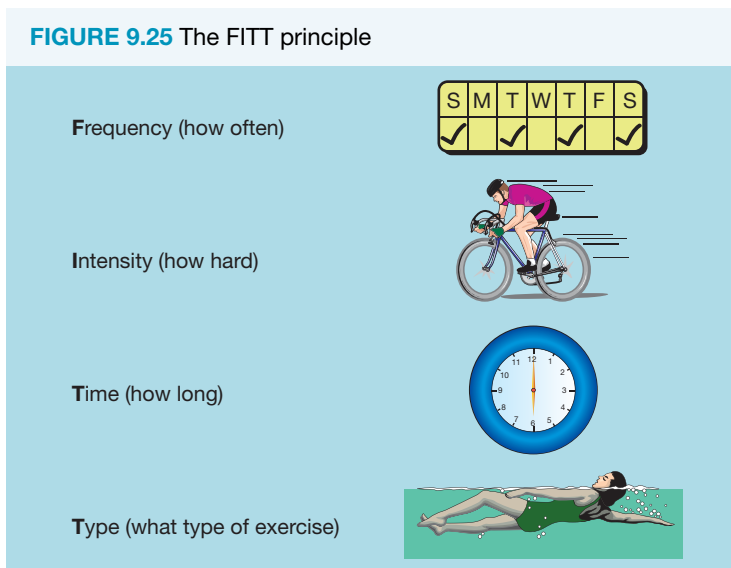 FIGURE 9.25 The FITT principle
Frequency (how often)
S M T W T F S
Intensity (how hard)
Time (how long)
12 1 2 3 4 5 6 7 8 9 10 11
Type (what type of exercise)